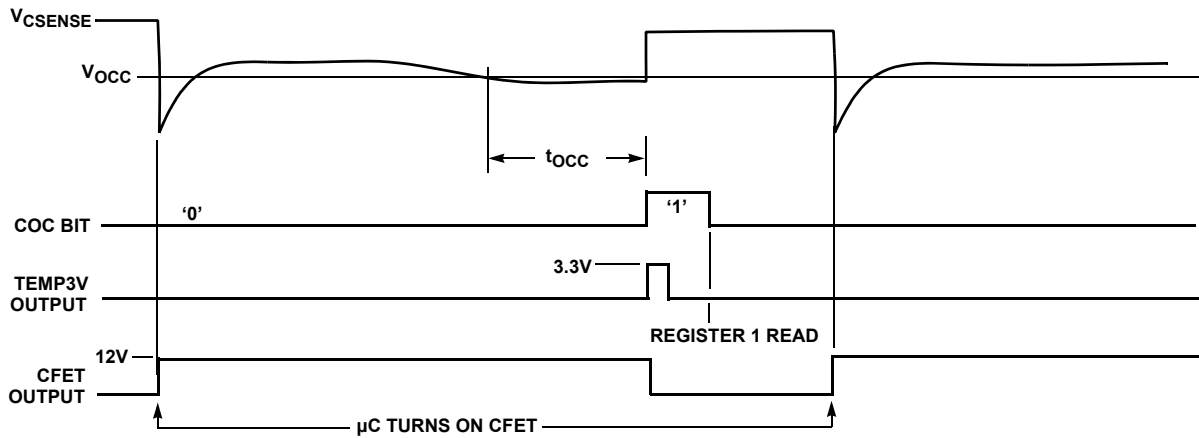 VCSENSE
VOCC
tOCC
COC BIT
'0'
'1'
3.3V
TEMP3V
OUTPUT
REGISTER 1 READ
12V
CFET
OUTPUT
µC TURNS ON CFET